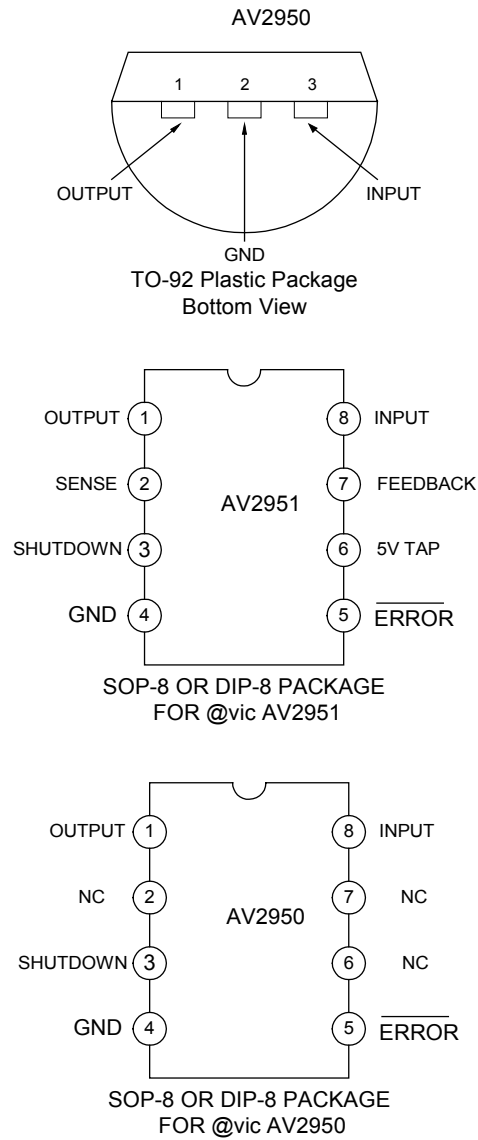 AV2950
1 2 3
OUTPUT INPUT
GND
TO-92 Plastic Package
Bottom View
OUTPUT 1 8 INPUT
SENSE 2 AV2951 7 FEEDBACK
SHUTDOWN 3 6 5V TAP
GND 4 5 ERROR
SOP-8 OR DIP-8 PACKAGE
FOR @vic AV2951
OUTPUT 1 8 INPUT
NC 2 AV2950 7 NC
SHUTDOWN 3 6 NC
GND 4 5 ERROR
SOP-8 OR DIP-8 PACKAGE
FOR @vic AV2950